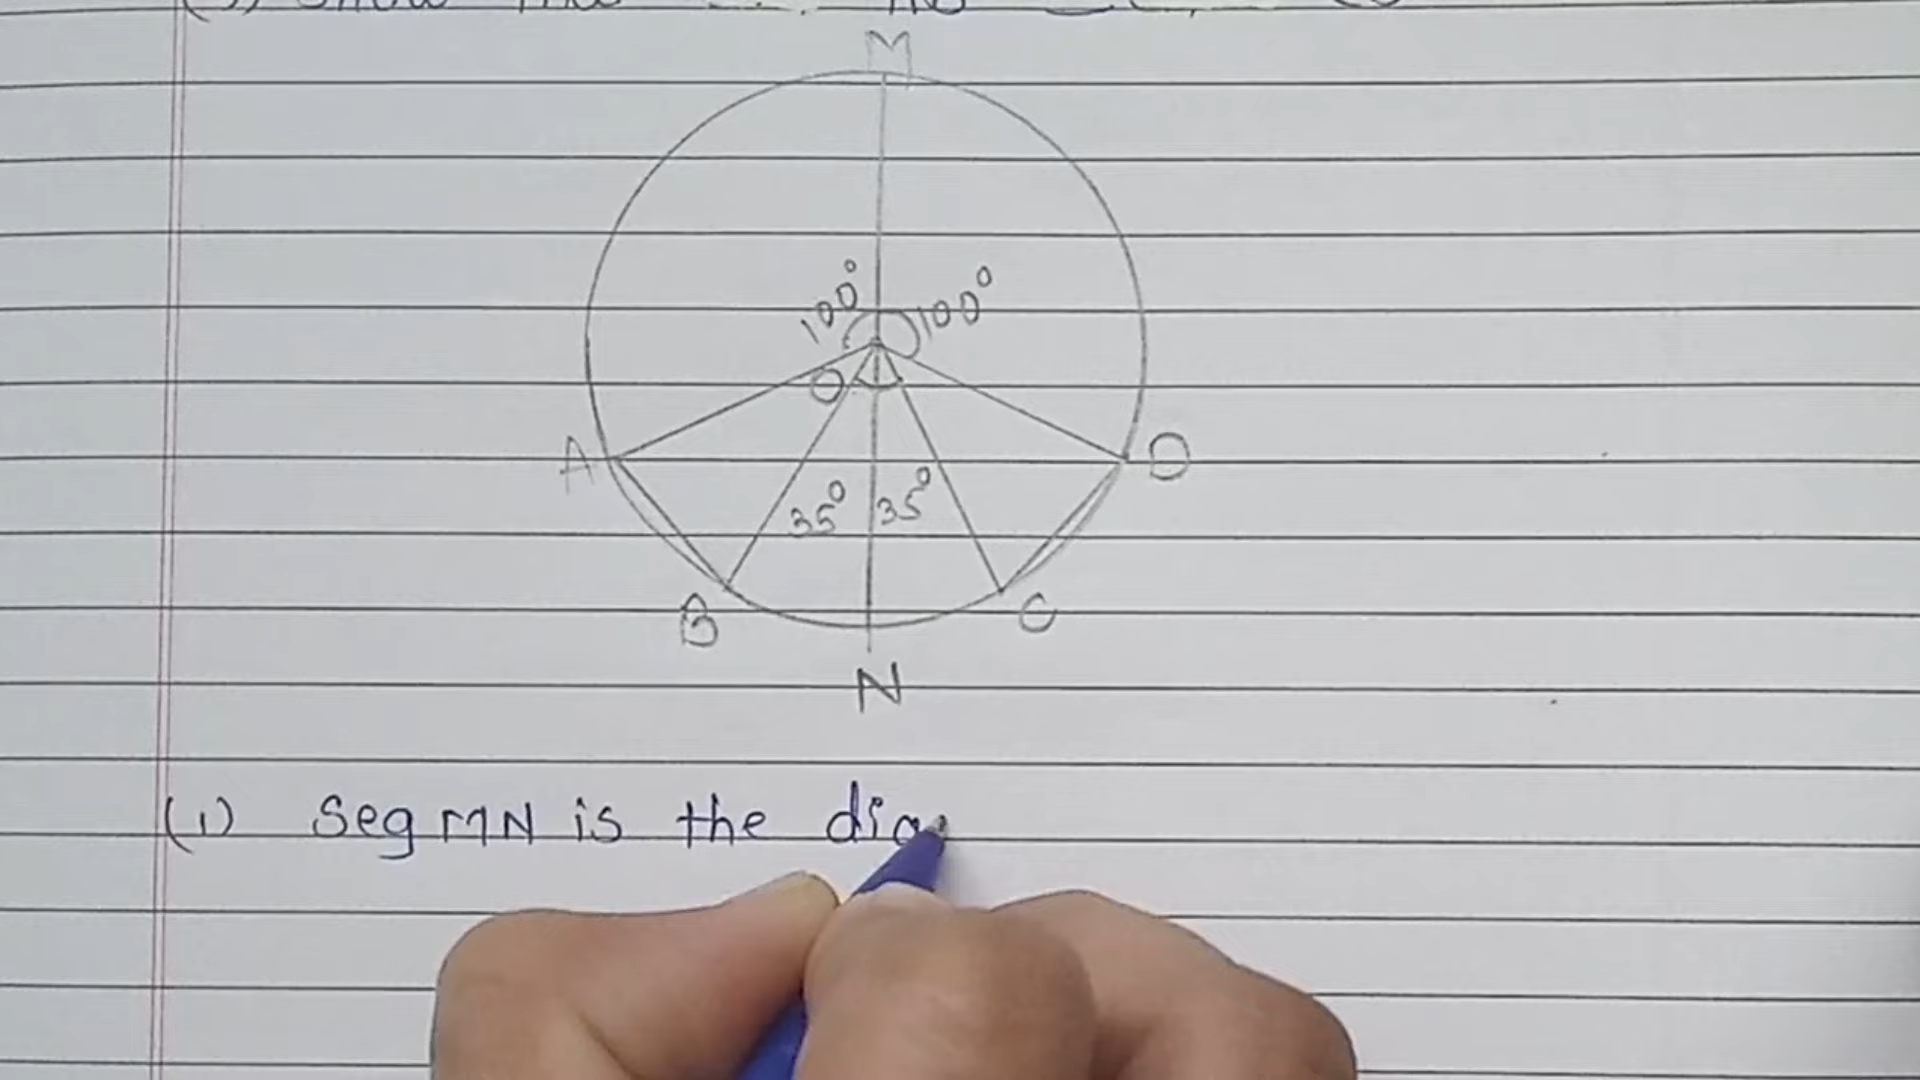 M
100° 100°
O
A D
35° 35°
B C
N
(1) Seg MN is the dia